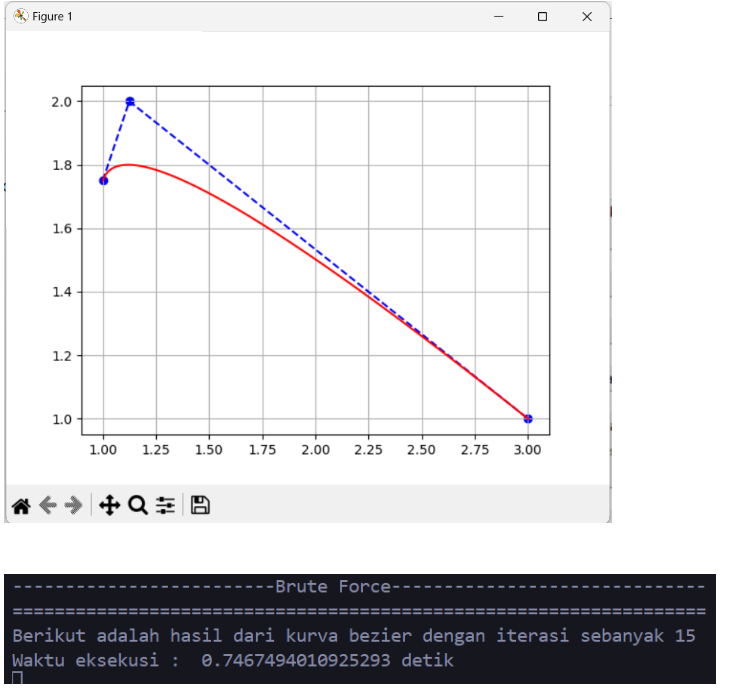 Figure 1
2.0
1.8
1.6
1.4
1.2
1.0
1.00 1.25 1.50 1.75 2.00 2.25 2.50 2.75 3.00
-------------------------Brute Force------------------------------
==================================================================
Berikut adalah hasil dari kurva bezier dengan iterasi sebanyak 15
Waktu eksekusi :  0.7467494010925293 detik